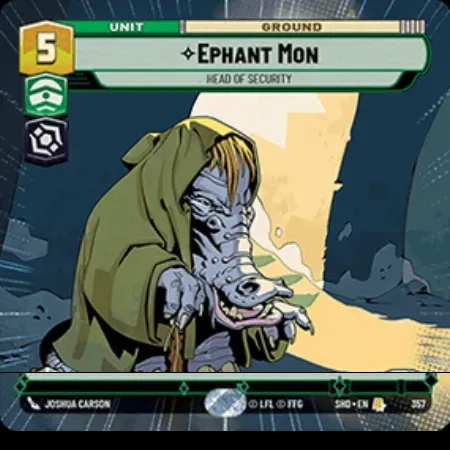 UNIT GROUND
5
EPHANT MON
HEAD OF SECURITY
JOSHUA CARSON Ⓒ LFL Ⓒ FFG SHD • EN 357